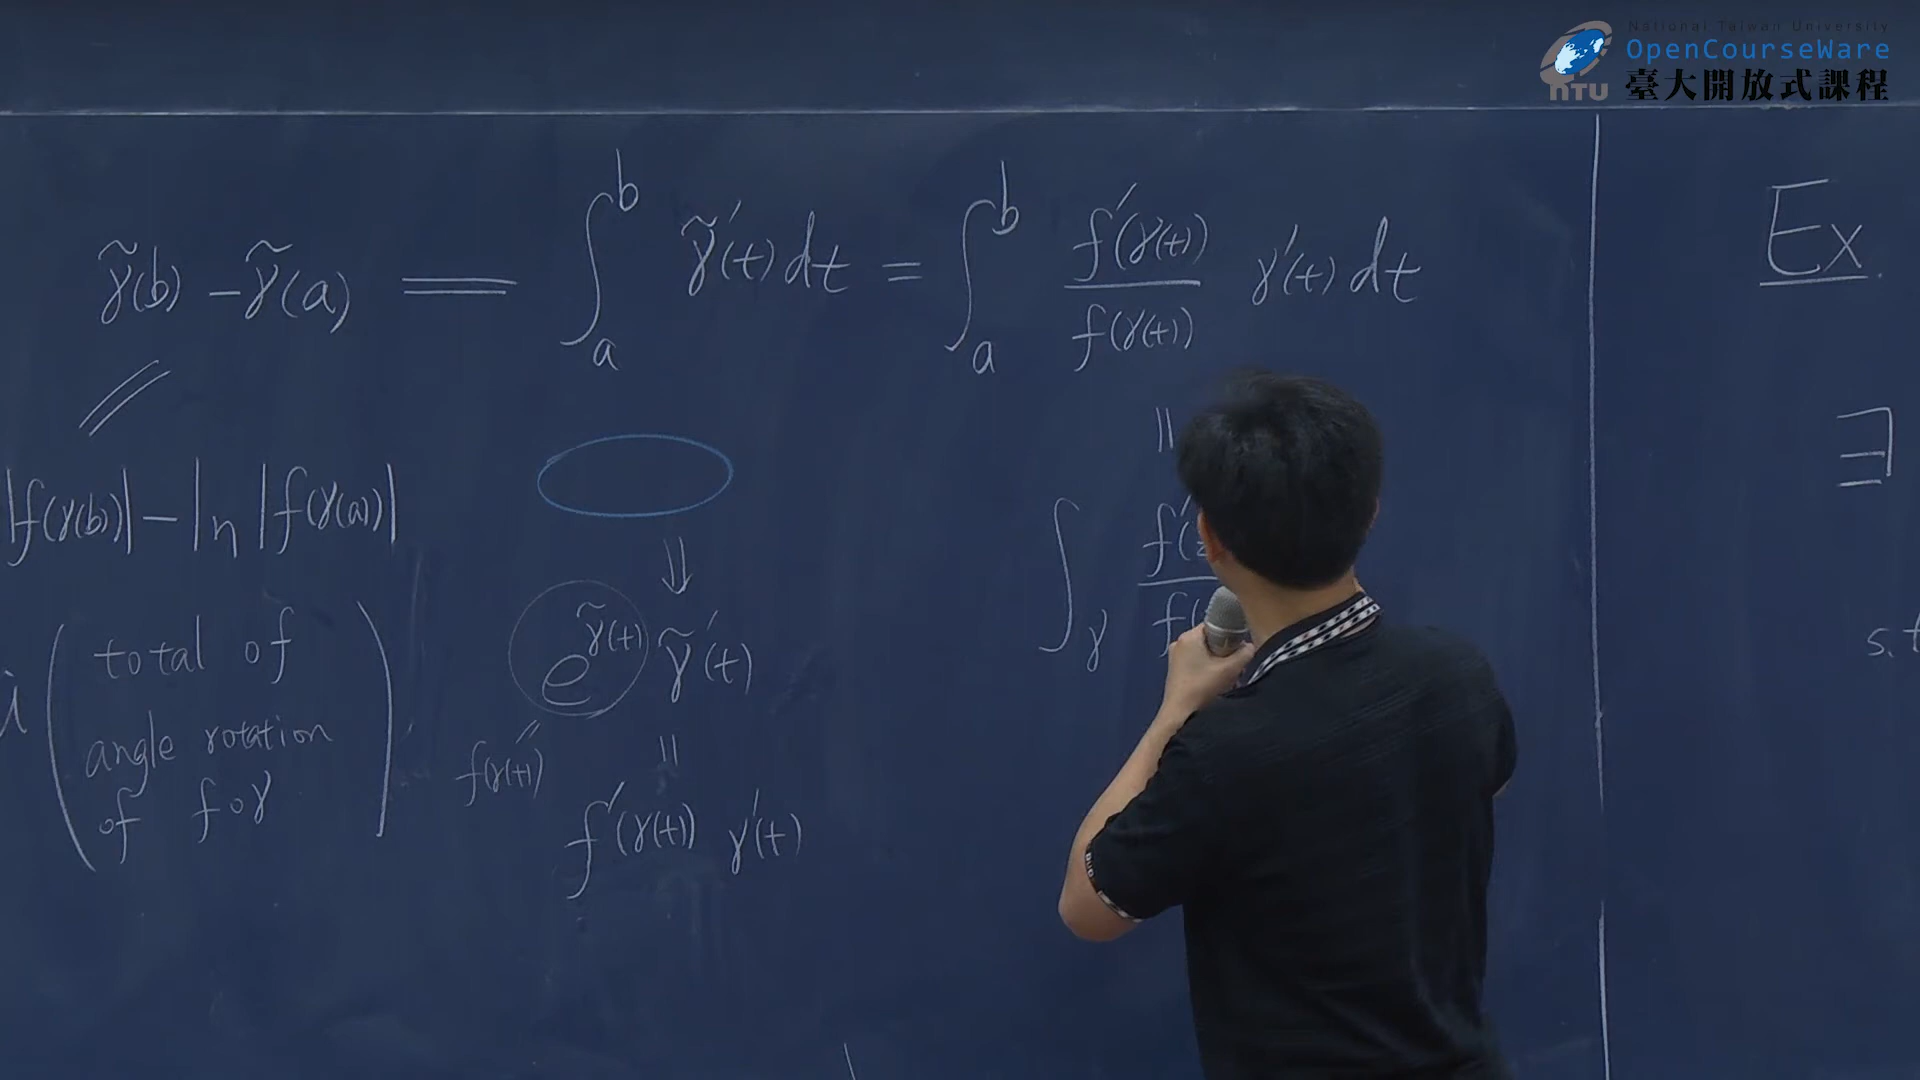 National Taiwan University
OpenCourseWare
臺大開放式課程
NTU
γ̃(b) − γ̃(a) = ∫_a^b γ̃′(t) dt = ∫_a^b f′(γ(t)) / f(γ(t)) γ′(t) dt
|f(γ(b))| − ln |f(γ(a))|
i ( total of
angle rotation
of f∘γ )
⇓
e^γ̃(t) γ̃′(t)
f(γ(t))
=
f′(γ(t)) γ′(t)
=
∫_γ f′( / f(
Ex.
∃
s.t